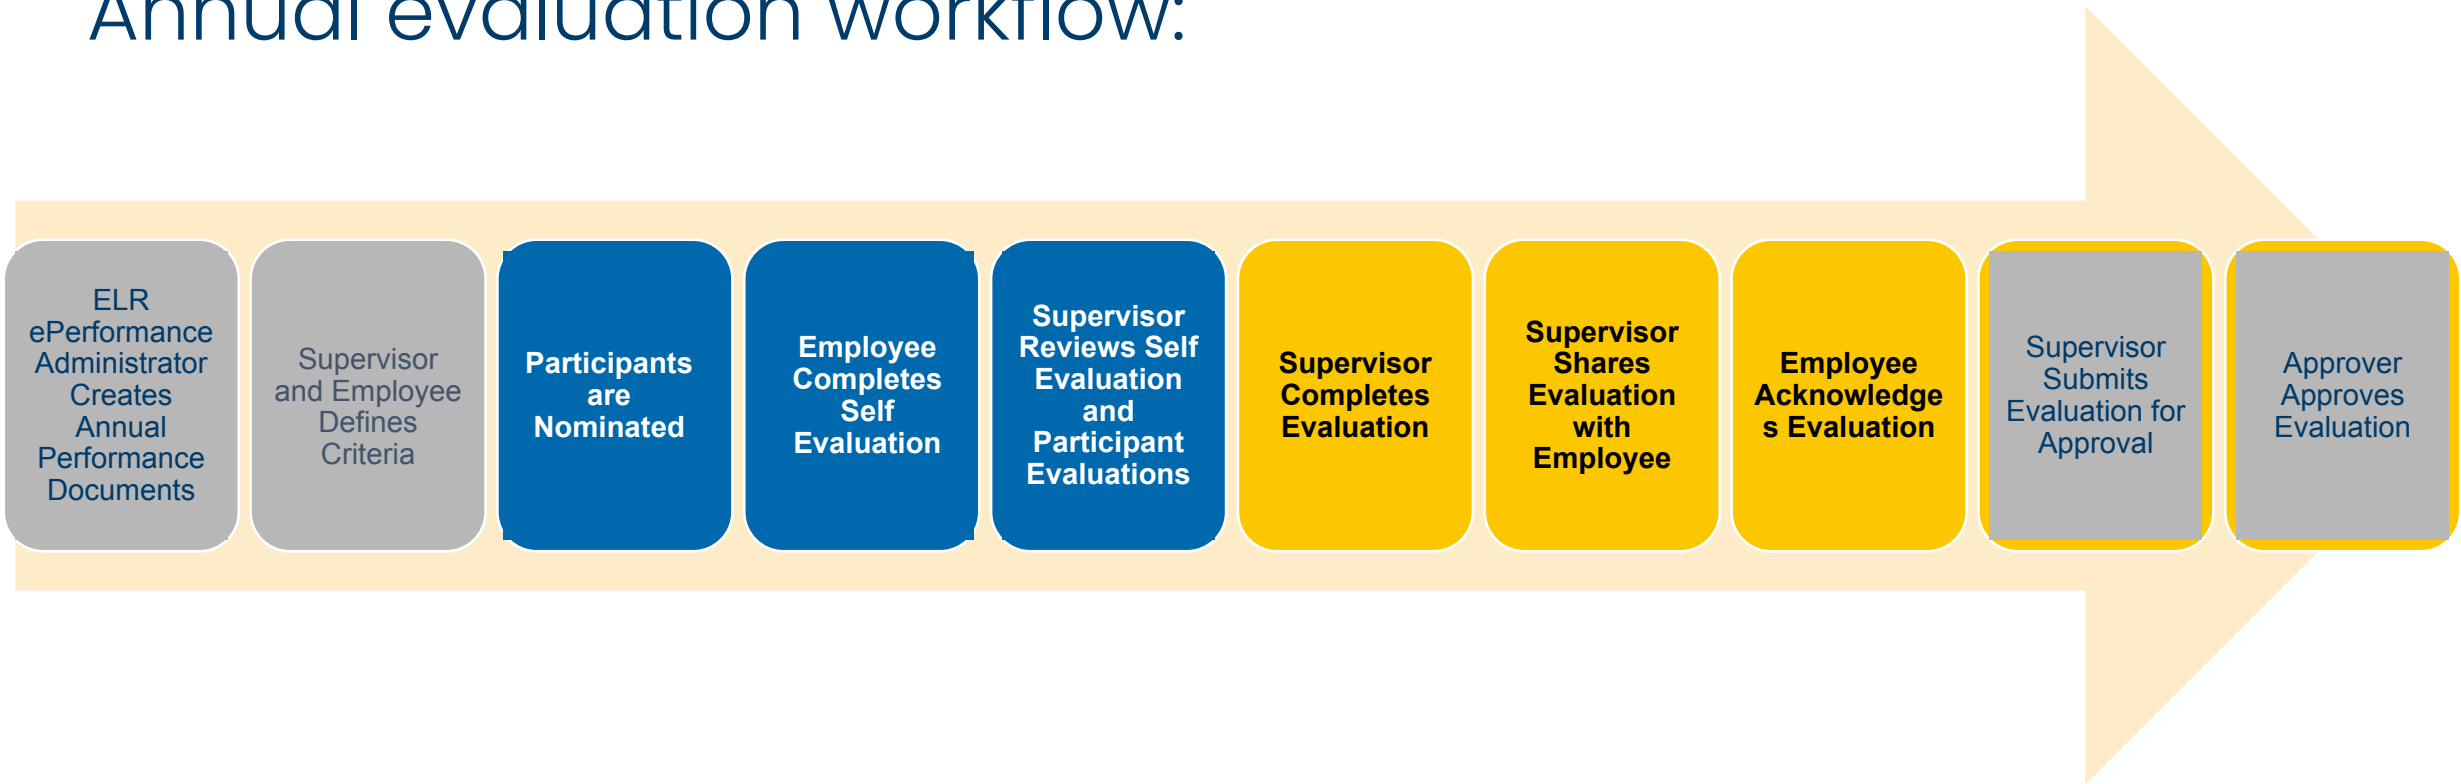 Annual evaluation workflow:
ELR
ePerformance
Administrator
Creates
Annual
Performance
Documents
Supervisor
and Employee
Defines
Criteria
Participants
are
Nominated
Employee
Completes
Self
Evaluation
Supervisor
Reviews Self
Evaluation
and
Participant
Evaluations
Supervisor
Completes
Evaluation
Supervisor
Shares
Evaluation
with
Employee
Employee
Acknowledge
s Evaluation
Supervisor
Submits
Evaluation for
Approval
Approver
Approves
Evaluation